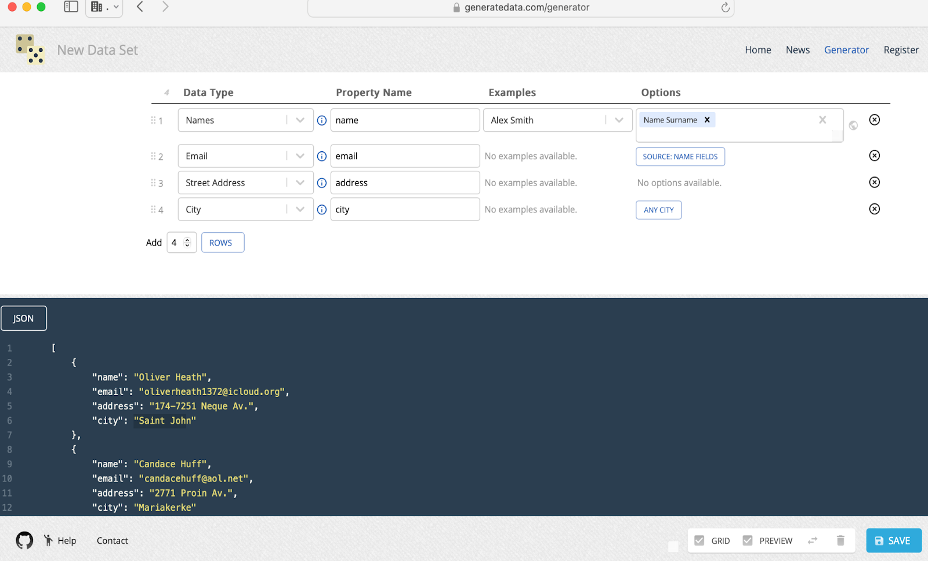 generatedata.com/generator
New Data Set
Home News Generator Register
4 Data Type Property Name Examples Options
1 Names name Alex Smith Name Surname x X
2 Email email No examples available. SOURCE: NAME FIELDS
3 Street Address address No examples available. No options available.
4 City city No examples available. ANY CITY
Add 4 ROWS
JSON
1 [
2 {
3 "name": "Oliver Heath",
4 "email": "oliverheath1372@icloud.org",
5 "address": "174-7251 Neque Av.",
6 "city": "Saint John"
7 },
8 {
9 "name": "Candace Huff",
10 "email": "candacehuff@aol.net",
11 "address": "2771 Proin Av.",
12 "city": "Mariakerke"
Help Contact GRID PREVIEW SAVE